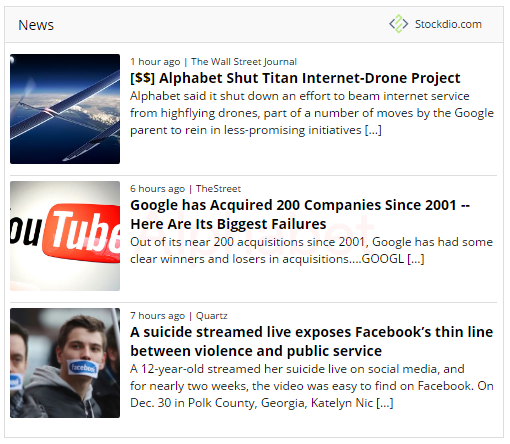 News
Stockdio.com
1 hour ago | The Wall Street Journal
[$$] Alphabet Shut Titan Internet-Drone Project
Alphabet said it shut down an effort to beam internet service
from highflying drones, part of a number of moves by the Google
parent to rein in less-promising initiatives [...]
6 hours ago | TheStreet
Google has Acquired 200 Companies Since 2001 --
Here Are Its Biggest Failures
Out of its near 200 acquisitions since 2001, Google has had some
clear winners and losers in acquisitions....GOOGL [...]
ouTube
7 hours ago | Quartz
A suicide streamed live exposes Facebook’s thin line
between violence and public service
A 12-year-old streamed her suicide live on social media, and
for nearly two weeks, the video was easy to find on Facebook. On
Dec. 30 in Polk County, Georgia, Katelyn Nic [...]
facebook